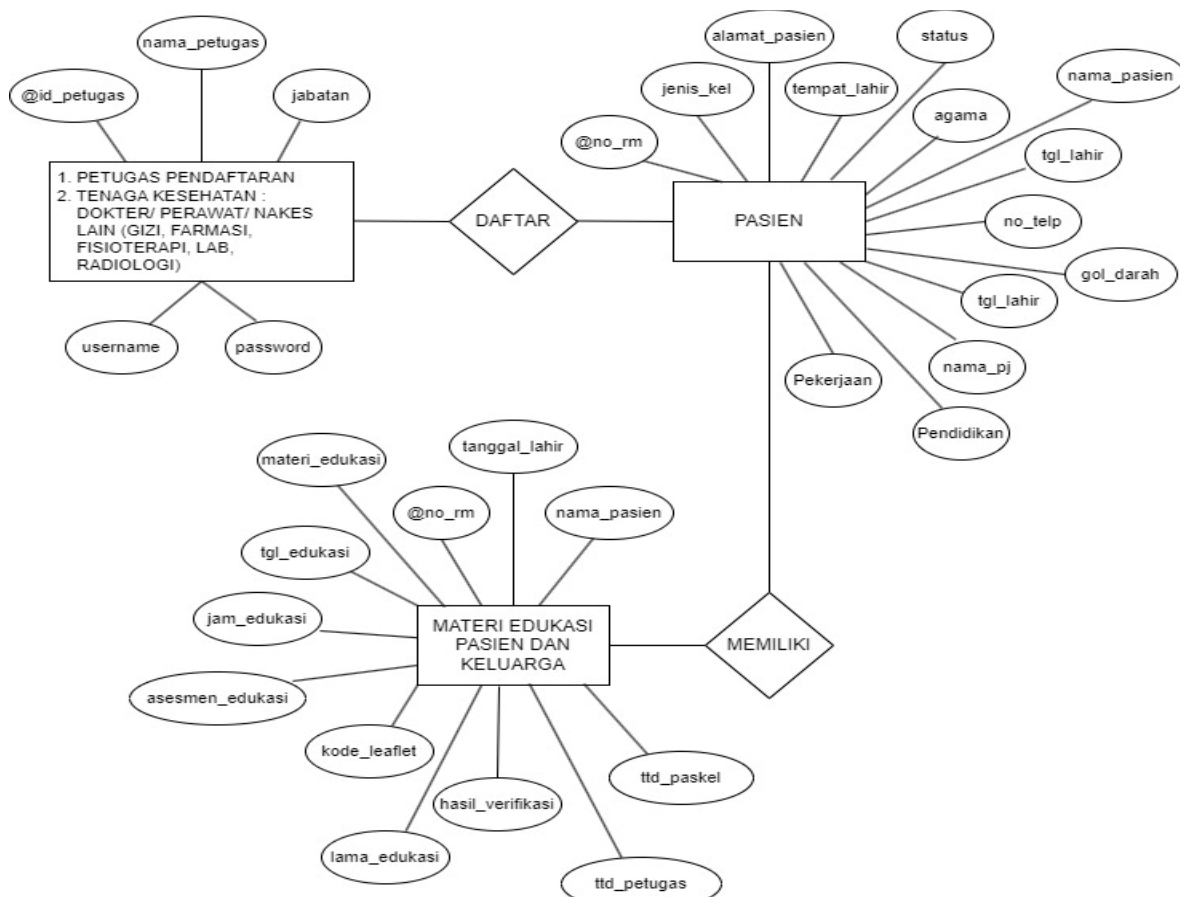 nama_petugas
@id_petugas
jabatan
1. PETUGAS PENDAFTARAN
2. TENAGA KESEHATAN :
DOKTER/ PERAWAT/ NAKES
LAIN (GIZI, FARMASI,
FISIOTERAPI, LAB,
RADIOLOGI)
username
password
DAFTAR
alamat_pasien
status
jenis_kel
tempat_lahir
nama_pasien
@no_rm
agama
tgl_lahir
PASIEN
no_telp
gol_darah
tgl_lahir
nama_pj
Pekerjaan
Pendidikan
MEMILIKI
tanggal_lahir
materi_edukasi
@no_rm
nama_pasien
tgl_edukasi
jam_edukasi
MATERI EDUKASI
PASIEN DAN
KELUARGA
asesmen_edukasi
kode_leaflet
ttd_paskel
hasil_verifikasi
lama_edukasi
ttd_petugas